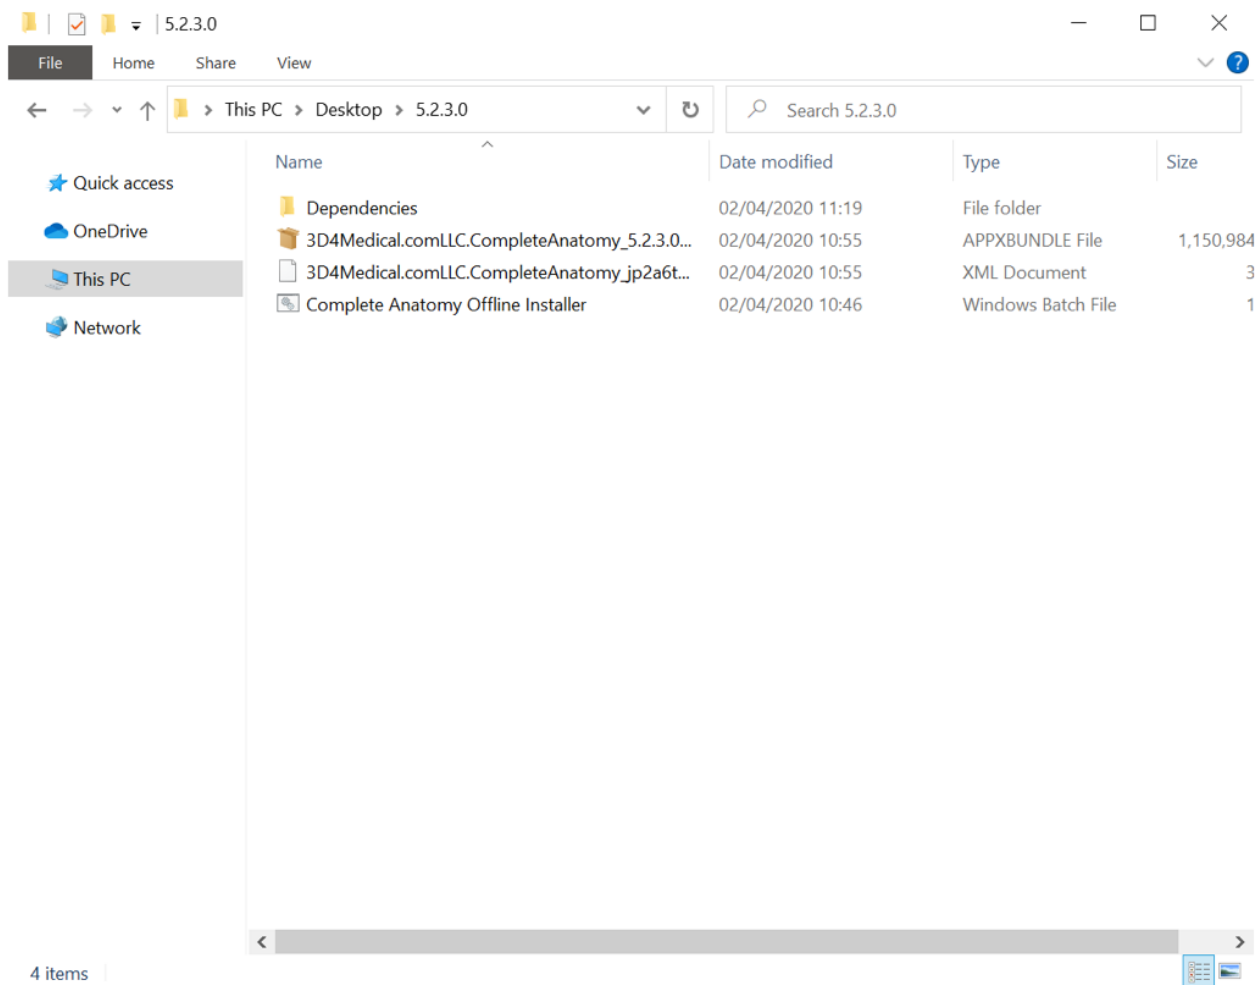 5.2.3.0
File Home Share View
This PC > Desktop > 5.2.3.0 Search 5.2.3.0
Name Date modified Type Size
Quick access
OneDrive
This PC
Network
Dependencies 02/04/2020 11:19 File folder
3D4Medical.comLLC.CompleteAnatomy_5.2.3.0... 02/04/2020 10:55 APPXBUNDLE File 1,150,984
3D4Medical.comLLC.CompleteAnatomy_jp2a6t... 02/04/2020 10:55 XML Document 3
Complete Anatomy Offline Installer 02/04/2020 10:46 Windows Batch File 1
4 items